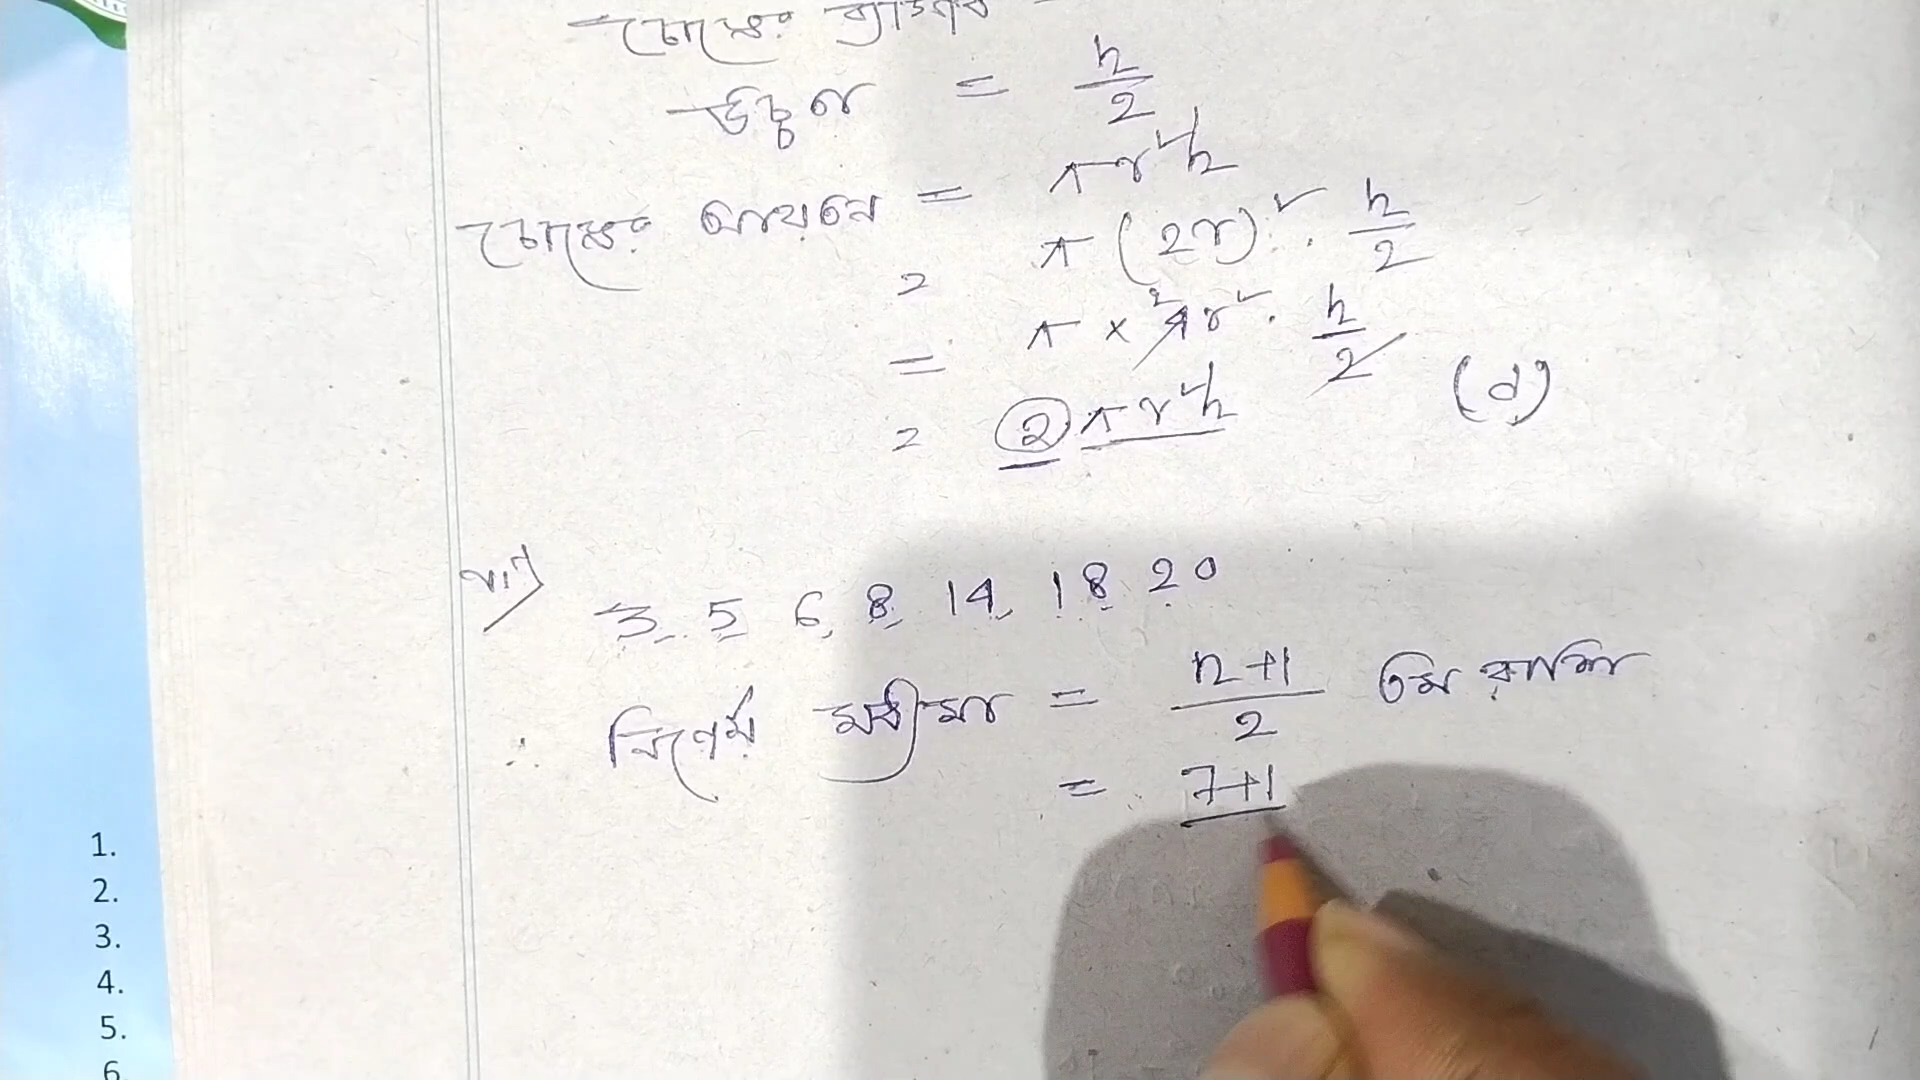 চোঙের
উচ্চতা = h/2
চোঙের আয়তন = πr²h
= π(2r)² · h/2
= π × 4r² · h/2 (d)
= 2πr²h
vi) 3, 5, 6, 8, 14, 18, 20
∴ নির্ণেয় মধ্যমা = (n+1)/2 তম রাশি
= 7+1
1.
2.
3.
4.
5.
6.